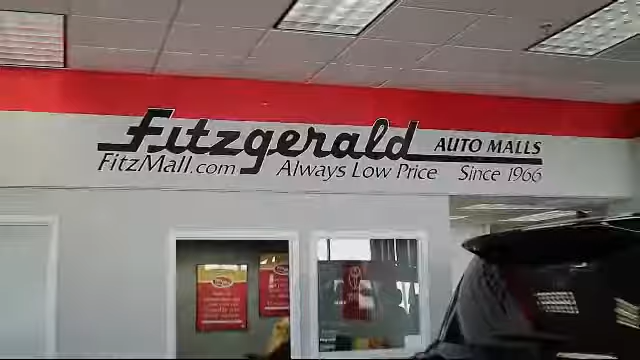 Fitzgerald AUTO MALLS
FitzMall.com Always Low Price Since 1966